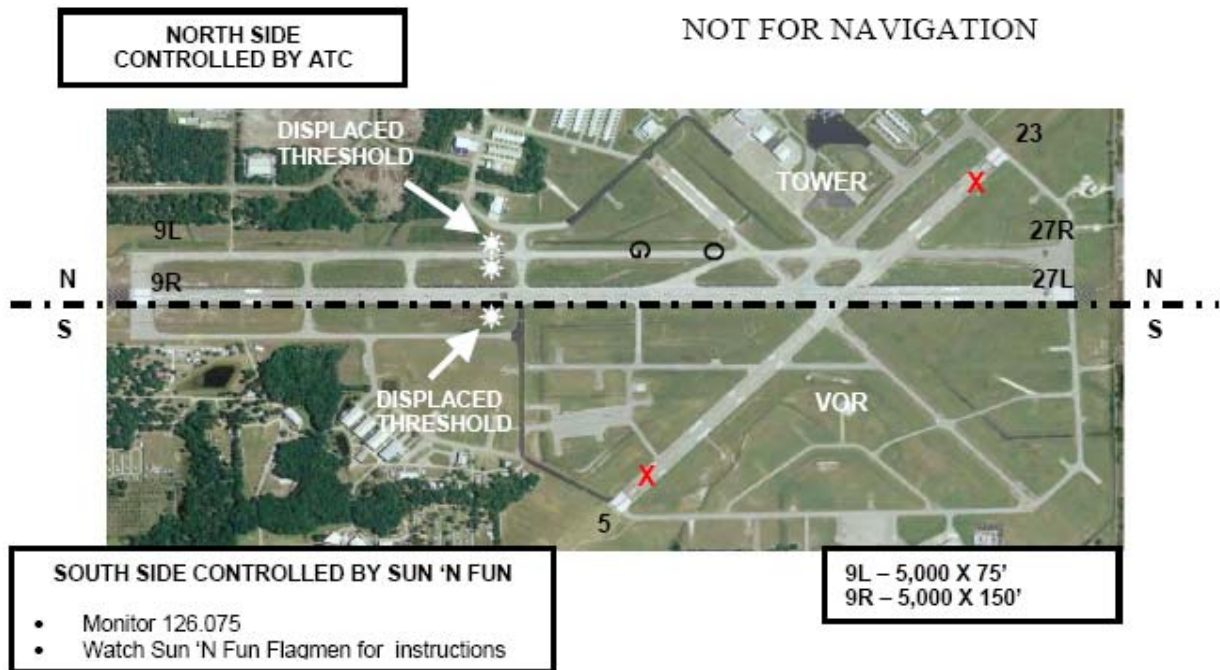 NORTH SIDE
CONTROLLED BY ATC
NOT FOR NAVIGATION
DISPLACED
THRESHOLD
23
TOWER
X
9L
G
O
27R
9R
27L
N
N
S
S
DISPLACED
THRESHOLD
VOR
X
5
SOUTH SIDE CONTROLLED BY SUN ‘N FUN
• Monitor 126.075
• Watch Sun ‘N Fun Flagmen for instructions
9L – 5,000 X 75’
9R – 5,000 X 150’